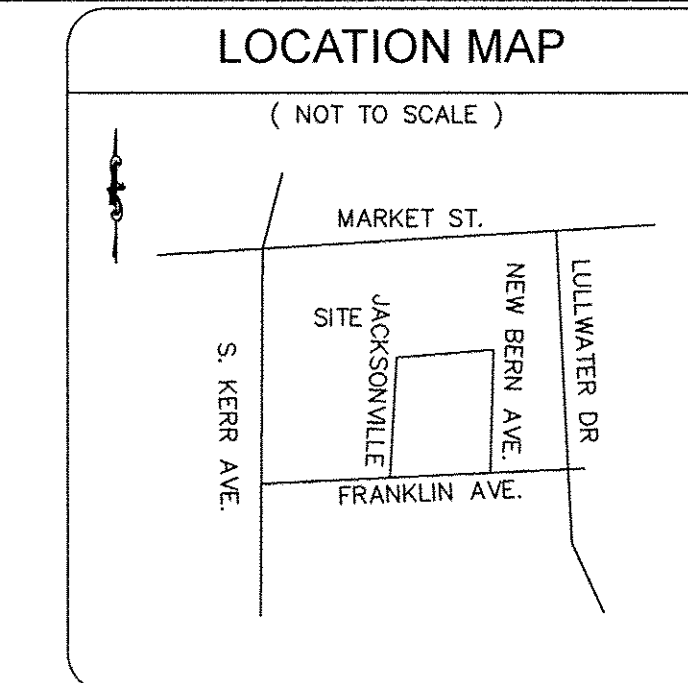 LOCATION MAP
( NOT TO SCALE )
MARKET ST.
SITE
JACKSONVILLE
NEW BERN AVE.
LULLWATER DR
S. KERR AVE.
FRANKLIN AVE.